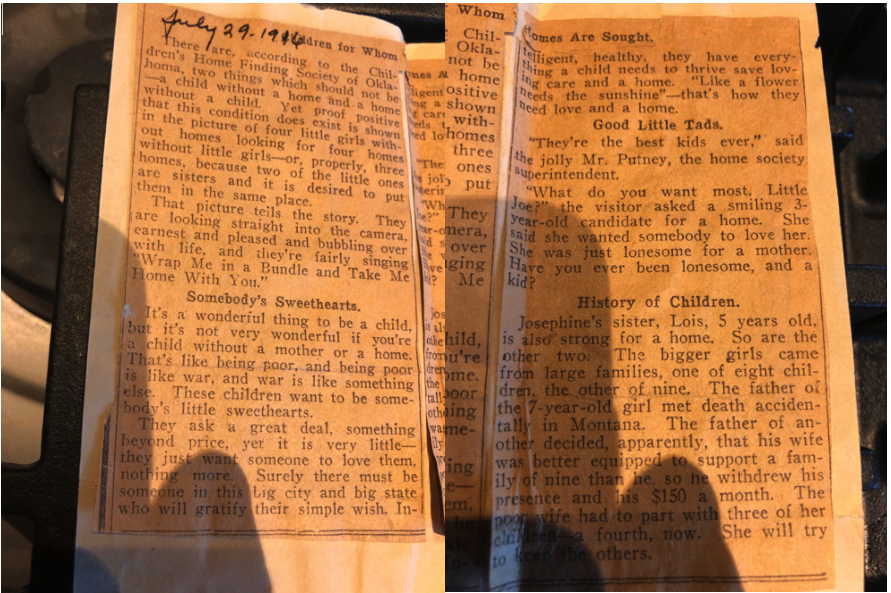 July 29-1916
Children for Whom
There are, according to the Chil-
dren's Home Finding Society of Okla-
homa, two things which should not be
—a child without a home and a home
without a child. Yet proof positive
that this condition does exist is shown
in the picture of four little girls with-
out homes looking for four homes
without little girls—or, properly, three
homes, because two of the little ones
are sisters and it is desired to put
them in the same place.
That picture tells the story. They
are looking straight into the camera,
earnest and pleased and bubbling over
with life, and they're fairly singing
"Wrap Me in a Bundle and Take Me
Home With You."
Somebody's Sweethearts.
It's a wonderful thing to be a child,
but it's not very wonderful if you're
a child without a mother or a home.
That's like being poor, and being poor
is like war, and war is like something
else. These children want to be some-
body's little sweethearts.
They ask a great deal, something
beyond price, yet it is very little—
they just want someone to love them,
nothing more. Surely there must be
someone in this big city and big state
who will gratify their simple wish. In-
Homes Are Sought.
telligent, healthy, they have every-
thing a child needs to thrive save lov-
ing care and a home. "Like a flower
needs the sunshine"—that's how they
need love and a home.
Good Little Tads.
"They're the best kids ever," said
the jolly Mr. Putney, the home society
superintendent.
"What do you want most, Little
Joe?" the visitor asked a smiling 3-
year-old candidate for a home. She
said she wanted somebody to love her.
She was just lonesome for a mother.
Have you ever been lonesome, and a
kid?
History of Children.
Josephine's sister, Lois, 5 years old,
is also strong for a home. So are the
other two. The bigger girls came
from large families, one of eight chil-
dren, the other of nine. The father of
the 7-year-old girl met death acciden-
tally in Montana. The father of an-
other decided, apparently, that his wife
was better equipped to support a fam-
ily of nine than he, so he withdrew his
presence and his $150 a month. The
poor wife had to part with three of her
children—a fourth, now. She will try
to keep the others.